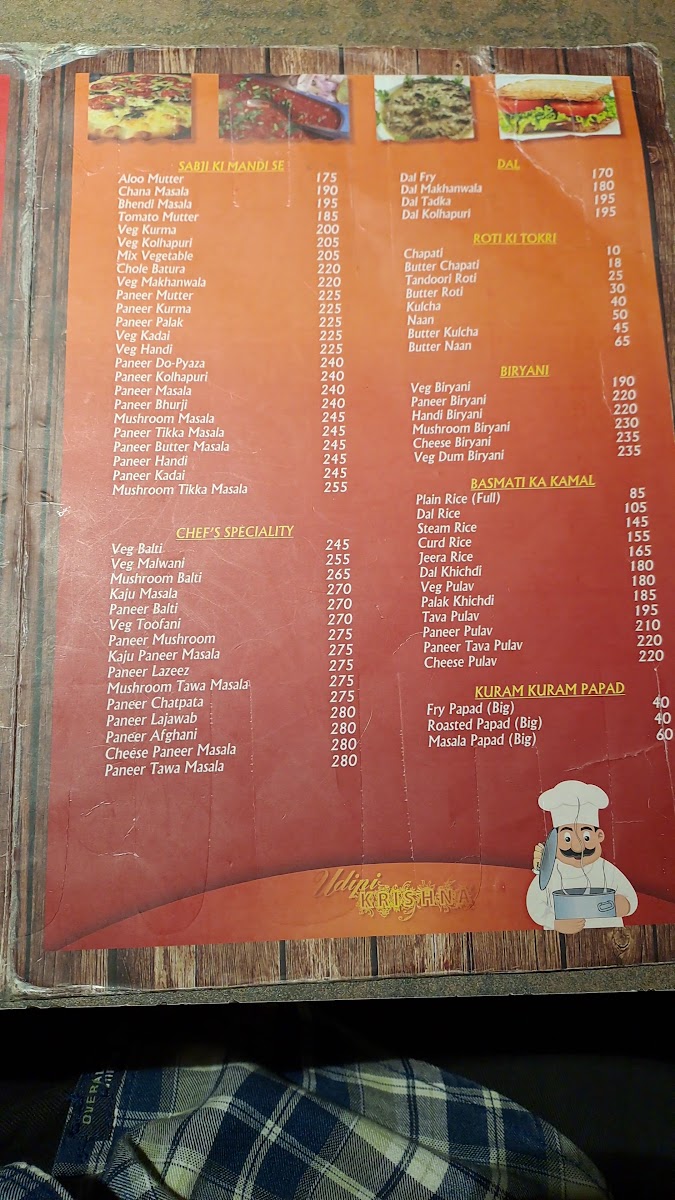 SABJI KI MANDI SE
Aloo Mutter 175
Chana Masala 190
Bhendi Masala 195
Tomato Mutter 185
Veg Kurma 200
Veg Kolhapuri 205
Mix Vegetable 205
Chole Batura 220
Veg Makhanwala 220
Paneer Mutter 225
Paneer Kurma 225
Paneer Palak 225
Veg Kadai 225
Veg Handi 225
Paneer Do-Pyaza 240
Paneer Kolhapuri 240
Paneer Masala 240
Paneer Bhurji 240
Mushroom Masala 245
Paneer Tikka Masala 245
Paneer Butter Masala 245
Paneer Handi 245
Paneer Kadai 245
Mushroom Tikka Masala 255
CHEF'S SPECIALITY
Veg Balti 245
Veg Malwani 255
Mushroom Balti 265
Kaju Masala 270
Paneer Balti 270
Veg Toofani 270
Paneer Mushroom 275
Kaju Paneer Masala 275
Paneer Lazeez 275
Mushroom Tawa Masala 275
Paneer Chatpata 275
Paneer Lajawab 280
Paneer Afghani 280
Cheese Paneer Masala 280
Paneer Tawa Masala 280
DAL
Dal Fry 170
Dal Makhanwala 180
Dal Tadka 195
Dal Kolhapuri 195
ROTI KI TOKRI
Chapati 10
Butter Chapati 18
Tandoori Roti 25
Butter Roti 30
Kulcha 40
Naan 50
Butter Kulcha 45
Butter Naan 65
BIRYANI
Veg Biryani 190
Paneer Biryani 220
Handi Biryani 220
Mushroom Biryani 230
Cheese Biryani 235
Veg Dum Biryani 235
BASMATI KA KAMAL
Plain Rice (Full) 85
Dal Rice 105
Steam Rice 145
Curd Rice 155
Jeera Rice 165
Dal Khichdi 180
Veg Pulav 180
Palak Khichdi 185
Tava Pulav 195
Paneer Pulav 210
Paneer Tava Pulav 220
Cheese Pulav 220
KURAM KURAM PAPAD
Fry Papad (Big) 40
Roasted Papad (Big) 40
Masala Papad (Big) 60
Udipi
KRISHNA